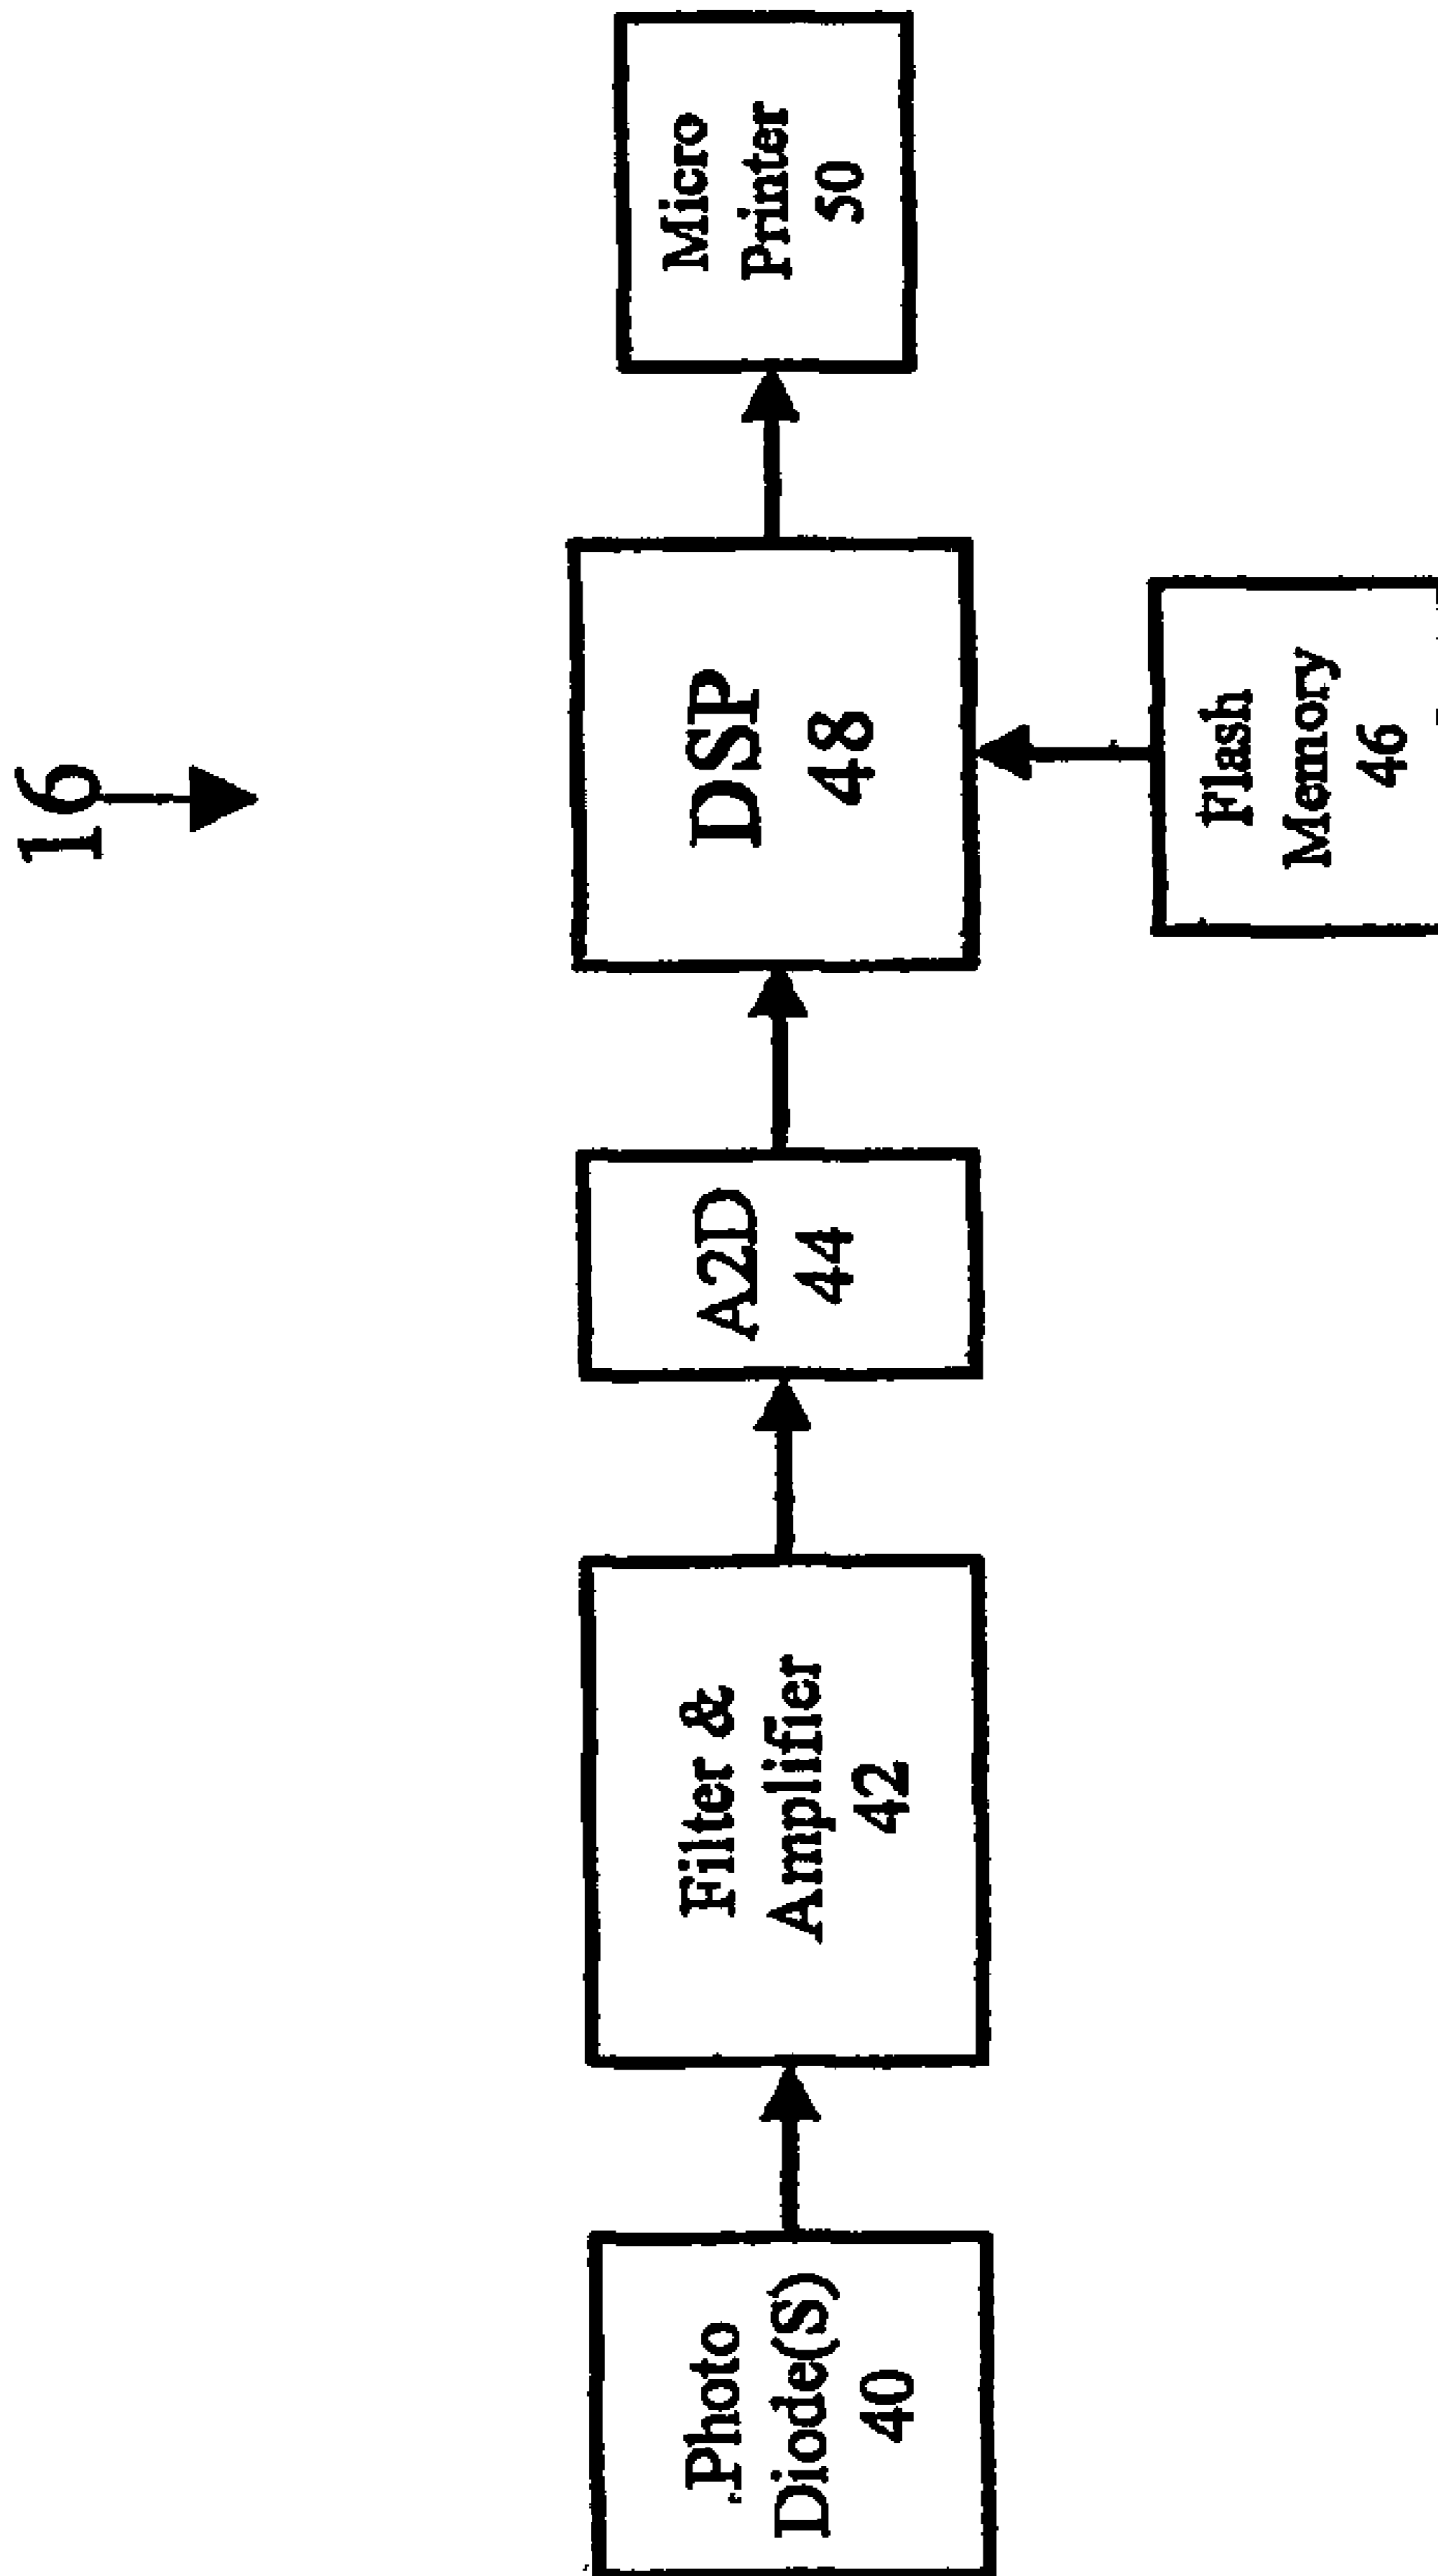 16
Photo
Diode(S)
40
Filter &
Amplifier
42
A2D
44
DSP
48
Flash
Memory
46
Micro
Printer
50